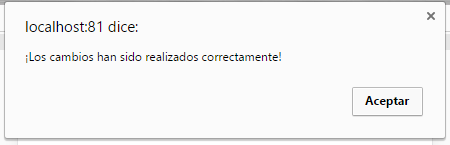 localhost:81 dice:
¡Los cambios han sido realizados correctamente!
Aceptar